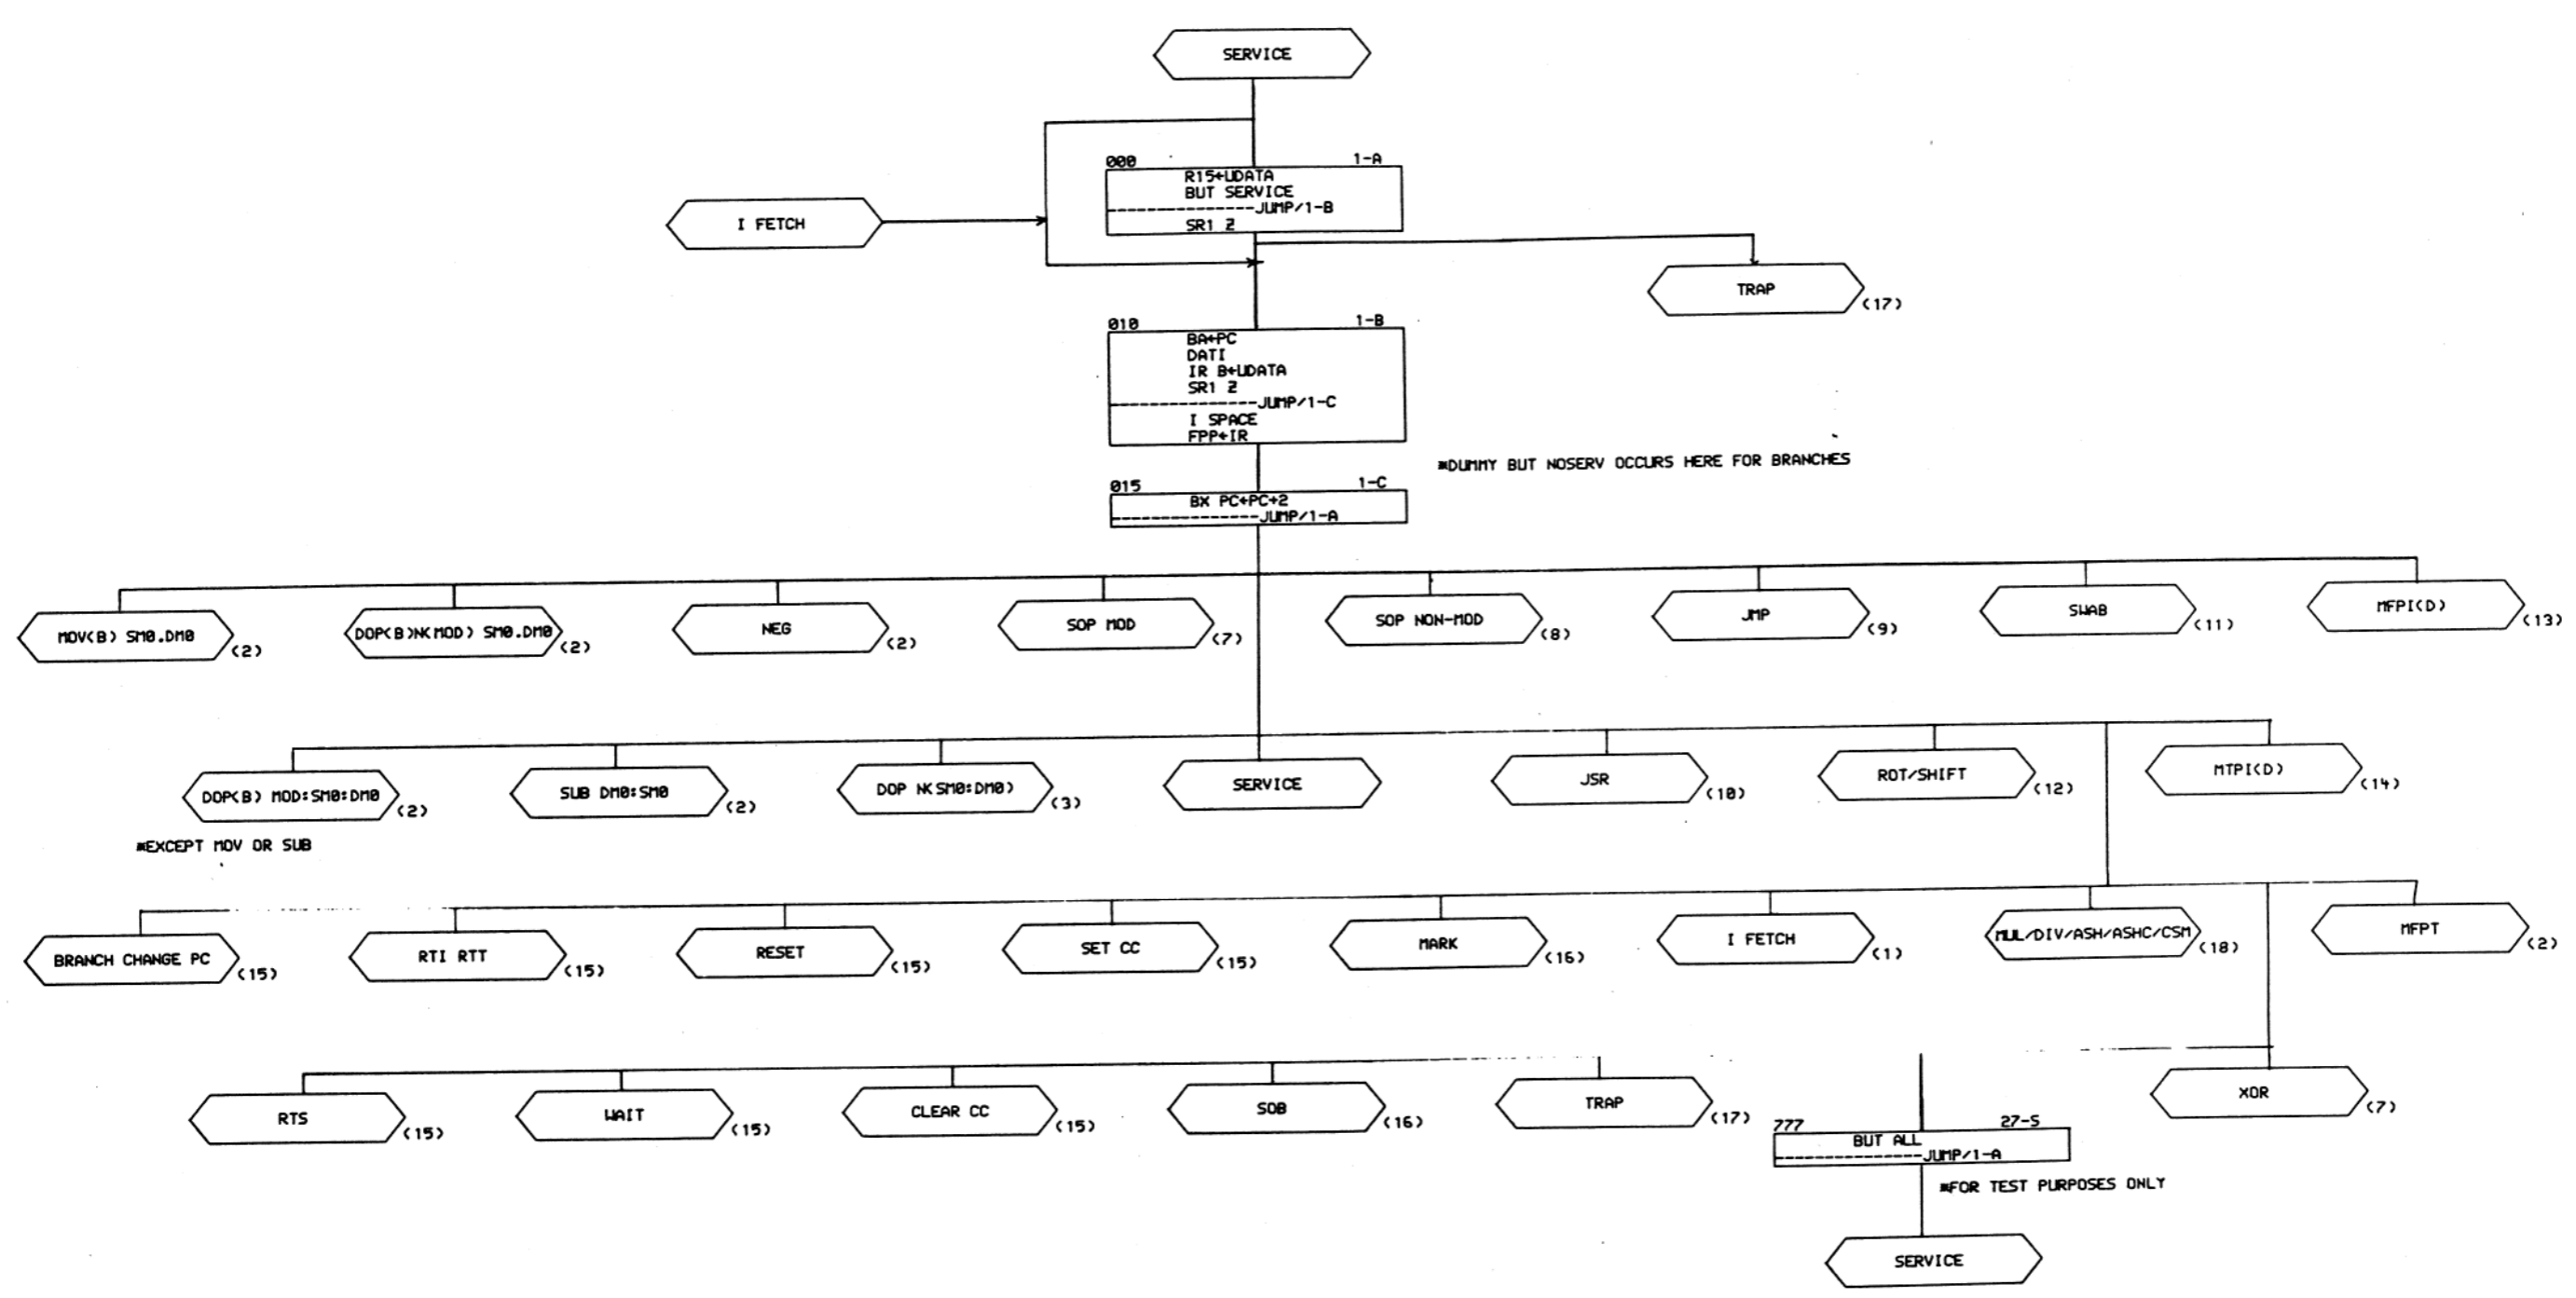 SERVICE
000 1-A
R15←UDATA
BUT SERVICE
----------------JUMP/1-B
SR1 2
I FETCH
TRAP
(17)
010 1-B
BA←PC
DATI
IR B←UDATA
SR1 2
----------------JUMP/1-C
I SPACE
FPP←IR
*DUMMY BUT NOSERV OCCURS HERE FOR BRANCHES
015 1-C
BX PC←PC+2
----------------JUMP/1-A
MOV(B) SM0.DM0 (2)
DOP(B)N(MOD) SM0.DM0 (2)
NEG (2)
SOP MOD (7)
SOP NON-MOD (8)
JMP (9)
SWAB (11)
MFPI(D) (13)
DOP(B) MOD:SM0:DM0 (2)
SUB DM0:SM0 (2)
DOP N(SM0:DM0) (3)
SERVICE
JSR (10)
ROT/SHIFT (12)
MTPI(D) (14)
*EXCEPT MOV OR SUB
BRANCH CHANGE PC (15)
RTI RTT (15)
RESET (15)
SET CC (15)
MARK (16)
I FETCH (1)
MUL/DIV/ASH/ASHC/CSM (18)
MFPT (2)
RTS (15)
WAIT (15)
CLEAR CC (15)
SOB (16)
TRAP (17)
XOR (7)
777 27-S
BUT ALL
----------------JUMP/1-A
*FOR TEST PURPOSES ONLY
SERVICE